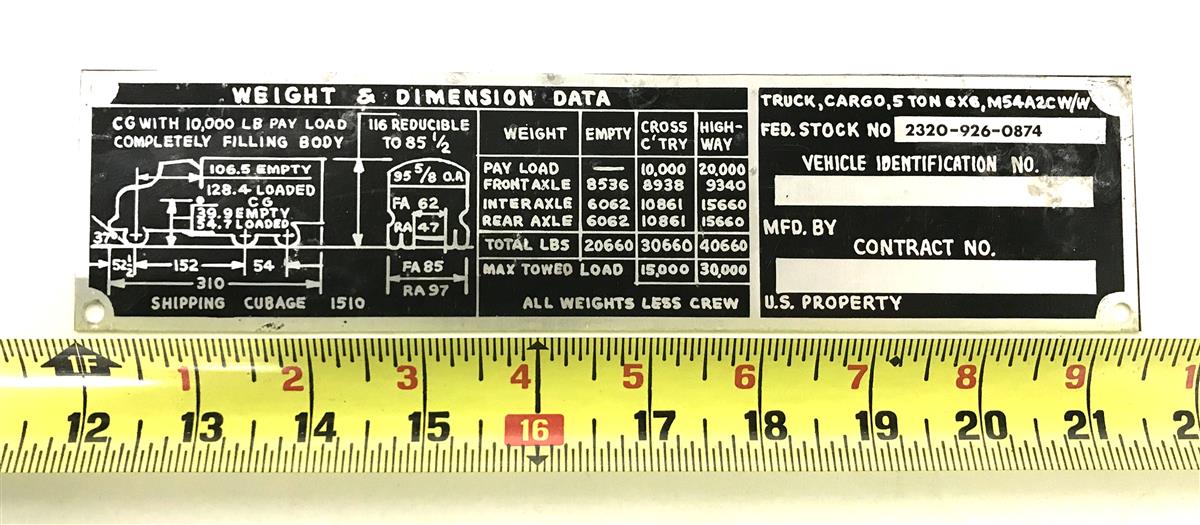 WEIGHT & DIMENSION DATA
CG WITH 10,000 LB PAY LOAD
COMPLETELY FILLING BODY
116 REDUCIBLE
TO 85 1/2
106.5 EMPTY
128.4 LOADED
CG
39.9 EMPTY
54.7 LOADED
37°
52 1/2
152
54
310
SHIPPING CUBAGE 1510
95 5/8 O.A
FA 62
RA 47
FA 85
RA 97
WEIGHT EMPTY CROSS C'TRY HIGH-WAY
PAY LOAD — 10,000 20,000
FRONT AXLE 8536 8938 9340
INTERAXLE 6062 10861 15660
REAR AXLE 6062 10861 15660
TOTAL LBS 20660 30660 40660
MAX TOWED LOAD 15,000 30,000
ALL WEIGHTS LESS CREW
TRUCK, CARGO, 5 TON 6X6, M54A2C W/W.
FED. STOCK NO 2320-926-0874
VEHICLE IDENTIFICATION NO.
MFD. BY
CONTRACT NO.
U.S. PROPERTY
1F 1 2 3 4 5 6 7 8 9 1
12 13 14 15 16 17 18 19 20 21 2